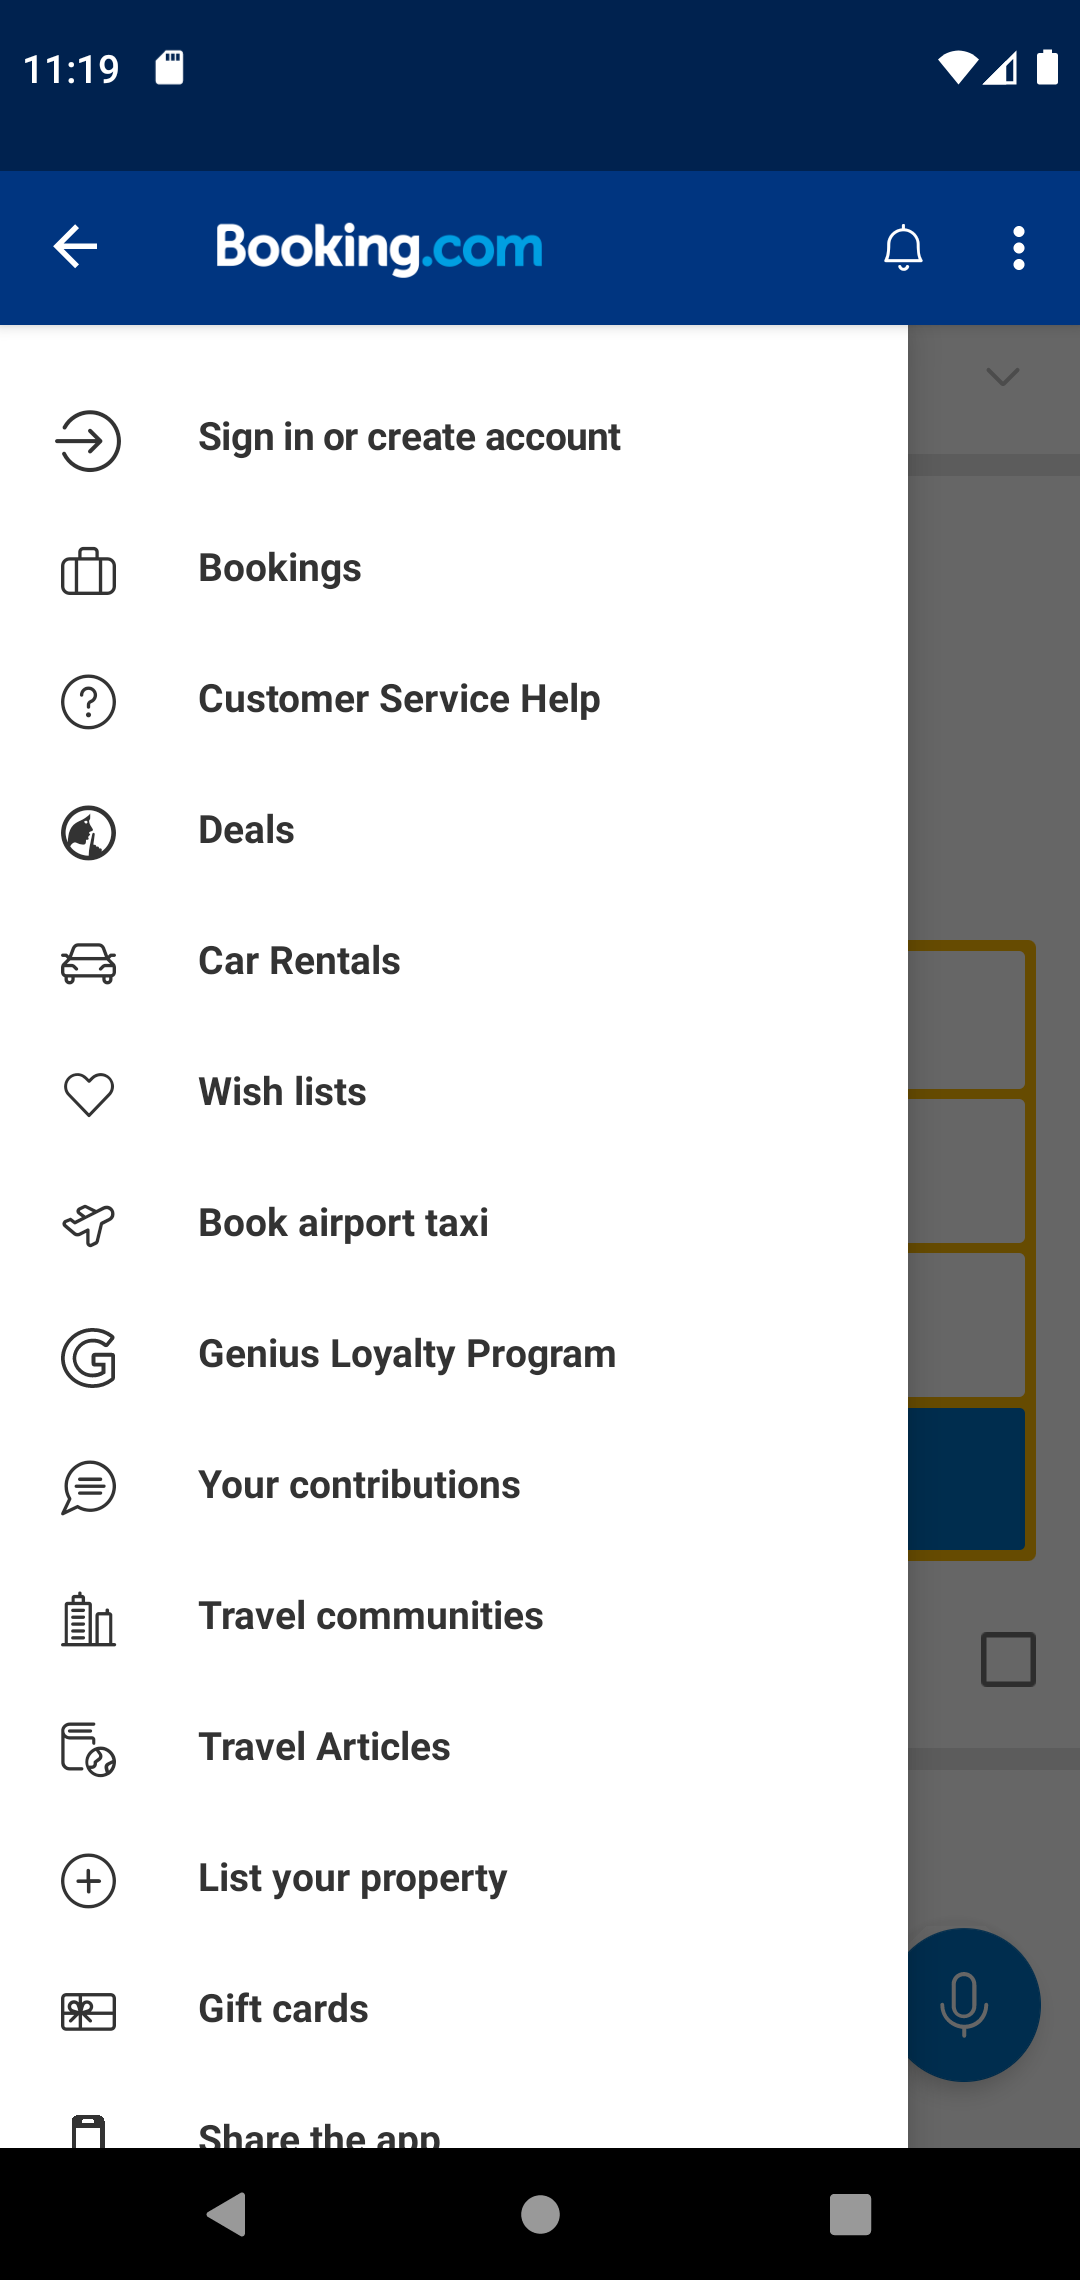 11:19
Booking.com
Sign in or create account
Bookings
Customer Service Help
Deals
Car Rentals
Wish lists
Book airport taxi
Genius Loyalty Program
Your contributions
Travel communities
Travel Articles
List your property
Gift cards
Share the app